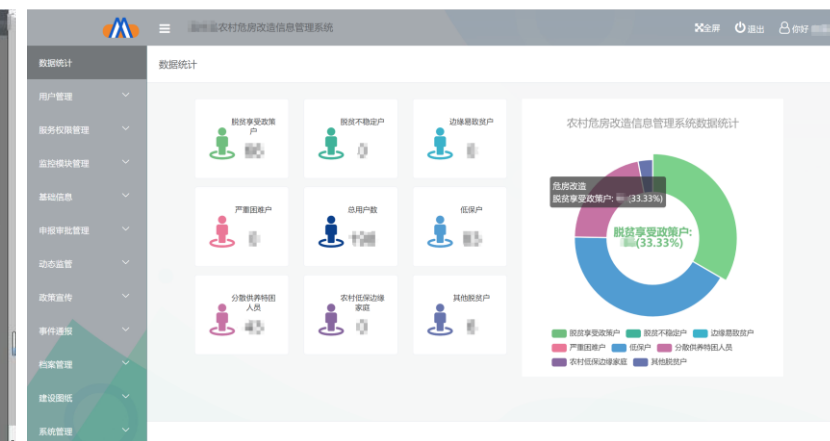 农村危房改造信息管理系统
全屏
退出
你好
数据统计
用户管理
服务权限管理
监控模块管理
基础信息
申报审批管理
动态监管
政策宣传
事件通报
档案管理
建设图纸
系统管理
数据统计
脱贫享受政策
户
脱贫不稳定户
边缘易致贫户
严重困难户
总用户数
低保户
分散供养特困
人员
农村低保边缘
家庭
其他脱贫户
农村危房改造信息管理系统数据统计
危房改造
脱贫享受政策户: (33.33%)
脱贫享受政策户:
(33.33%)
脱贫享受政策户
脱贫不稳定户
边缘易致贫户
严重困难户
低保户
分散供养特困人员
农村低保边缘家庭
其他脱贫户